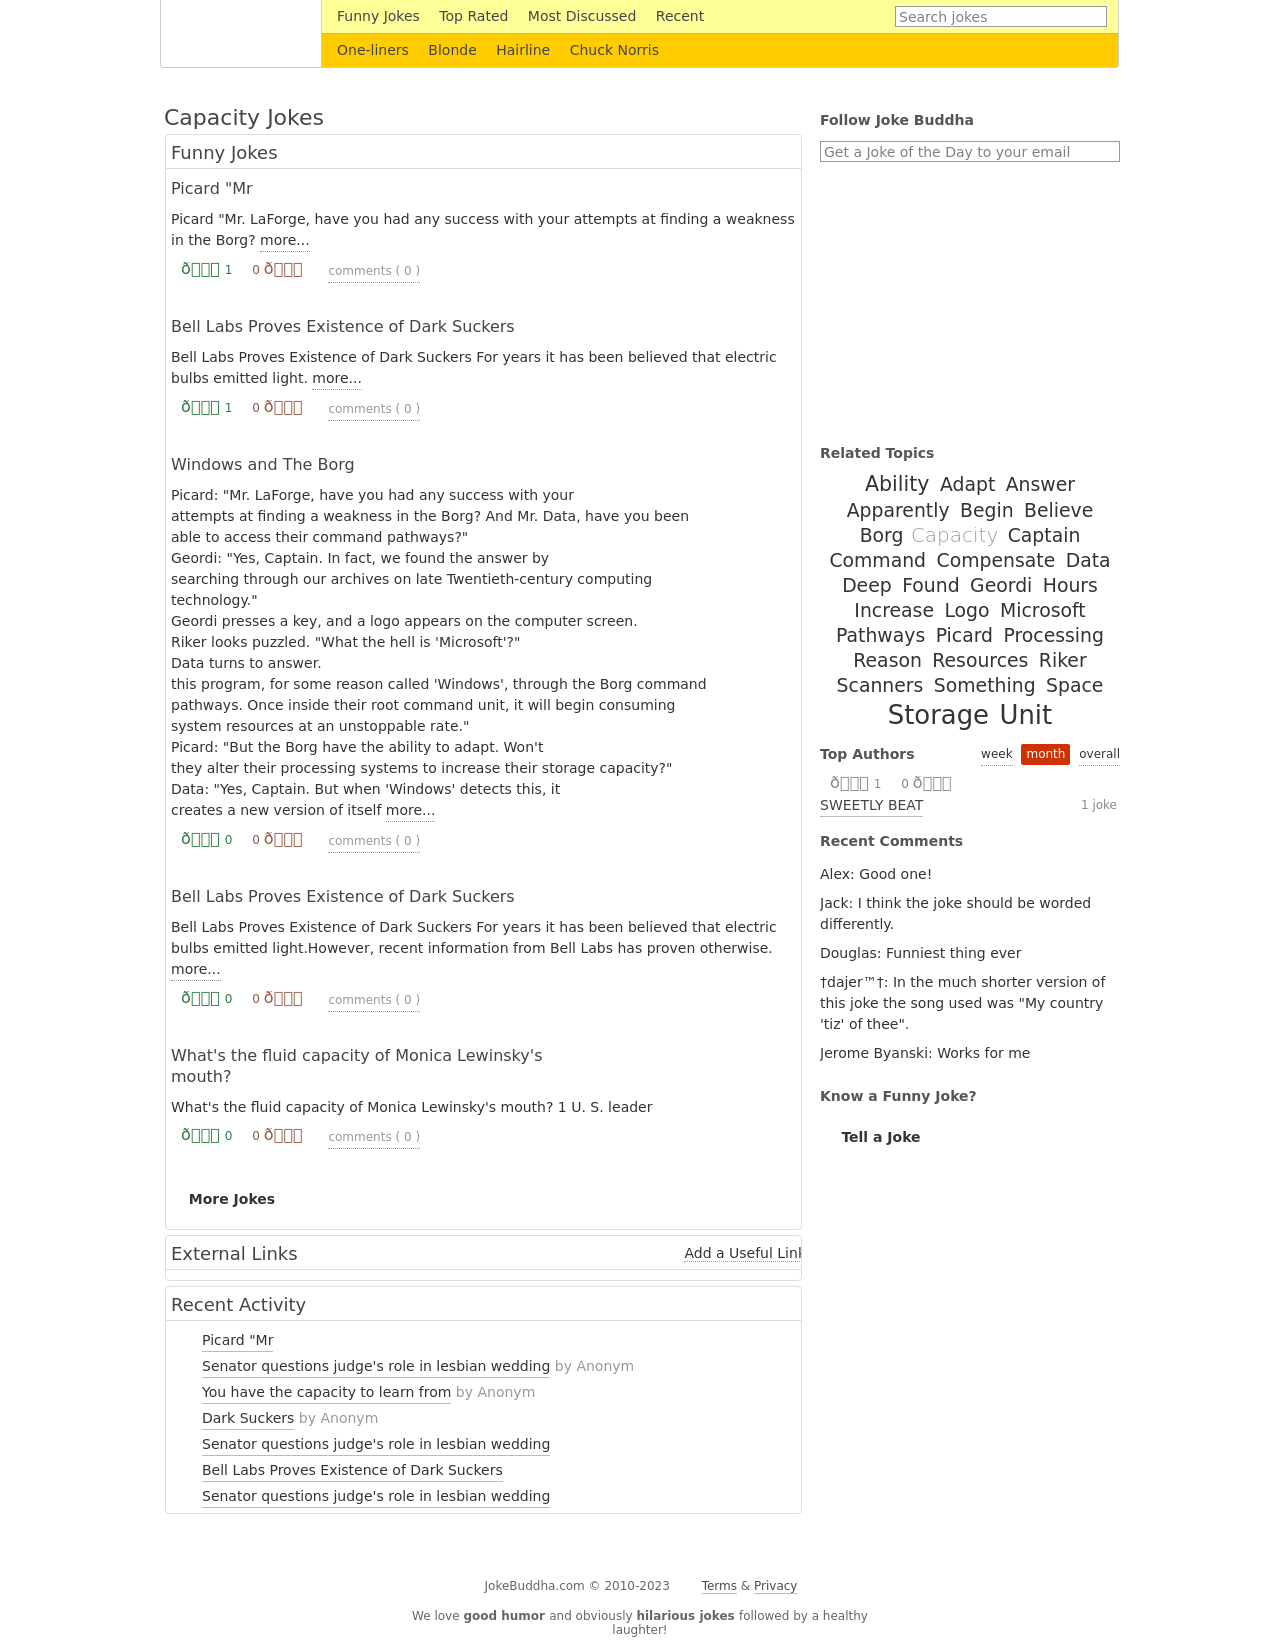 Funny Jokes Top Rated Most Discussed Recent Search jokes
One-liners Blonde Hairline Chuck Norris
Capacity Jokes
Funny Jokes
Picard "Mr
Picard "Mr. LaForge, have you had any success with your attempts at finding a weakness
in the Borg? more...
1 0 comments ( 0 )
Bell Labs Proves Existence of Dark Suckers
Bell Labs Proves Existence of Dark Suckers For years it has been believed that electric
bulbs emitted light. more...
1 0 comments ( 0 )
Windows and The Borg
Picard: "Mr. LaForge, have you had any success with your
attempts at finding a weakness in the Borg? And Mr. Data, have you been
able to access their command pathways?"
Geordi: "Yes, Captain. In fact, we found the answer by
searching through our archives on late Twentieth-century computing
technology."
Geordi presses a key, and a logo appears on the computer screen.
Riker looks puzzled. "What the hell is 'Microsoft'?"
Data turns to answer.
this program, for some reason called 'Windows', through the Borg command
pathways. Once inside their root command unit, it will begin consuming
system resources at an unstoppable rate."
Picard: "But the Borg have the ability to adapt. Won't
they alter their processing systems to increase their storage capacity?"
Data: "Yes, Captain. But when 'Windows' detects this, it
creates a new version of itself more...
0 0 comments ( 0 )
Bell Labs Proves Existence of Dark Suckers
Bell Labs Proves Existence of Dark Suckers For years it has been believed that electric
bulbs emitted light.However, recent information from Bell Labs has proven otherwise.
more...
0 0 comments ( 0 )
What's the fluid capacity of Monica Lewinsky's
mouth?
What's the fluid capacity of Monica Lewinsky's mouth? 1 U. S. leader
0 0 comments ( 0 )
More Jokes
External Links Add a Useful Link
Recent Activity
Picard "Mr
Senator questions judge's role in lesbian wedding by Anonym
You have the capacity to learn from by Anonym
Dark Suckers by Anonym
Senator questions judge's role in lesbian wedding
Bell Labs Proves Existence of Dark Suckers
Senator questions judge's role in lesbian wedding
Follow Joke Buddha
Get a Joke of the Day to your email
Related Topics
Ability Adapt Answer
Apparently Begin Believe
Borg Capacity Captain
Command Compensate Data
Deep Found Geordi Hours
Increase Logo Microsoft
Pathways Picard Processing
Reason Resources Riker
Scanners Something Space
Storage Unit
Top Authors week month overall
1 0
SWEETLY BEAT 1 joke
Recent Comments
Alex: Good one!
Jack: I think the joke should be worded
differently.
Douglas: Funniest thing ever
†dajer™†: In the much shorter version of
this joke the song used was "My country
'tiz' of thee".
Jerome Byanski: Works for me
Know a Funny Joke?
Tell a Joke
JokeBuddha.com © 2010-2023 Terms & Privacy
We love good humor and obviously hilarious jokes followed by a healthy
laughter!